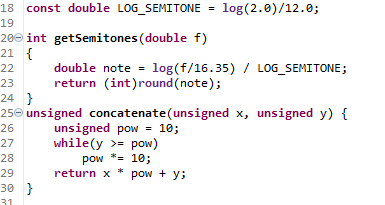 18 const double LOG_SEMITONE = log(2.0)/12.0;
19
20 int getSemitones(double f)
21 {
22     double note = log(f/16.35) / LOG_SEMITONE;
23     return (int)round(note);
24 }
25 unsigned concatenate(unsigned x, unsigned y) {
26     unsigned pow = 10;
27     while(y >= pow)
28         pow *= 10;
29     return x * pow + y;
30 }
31